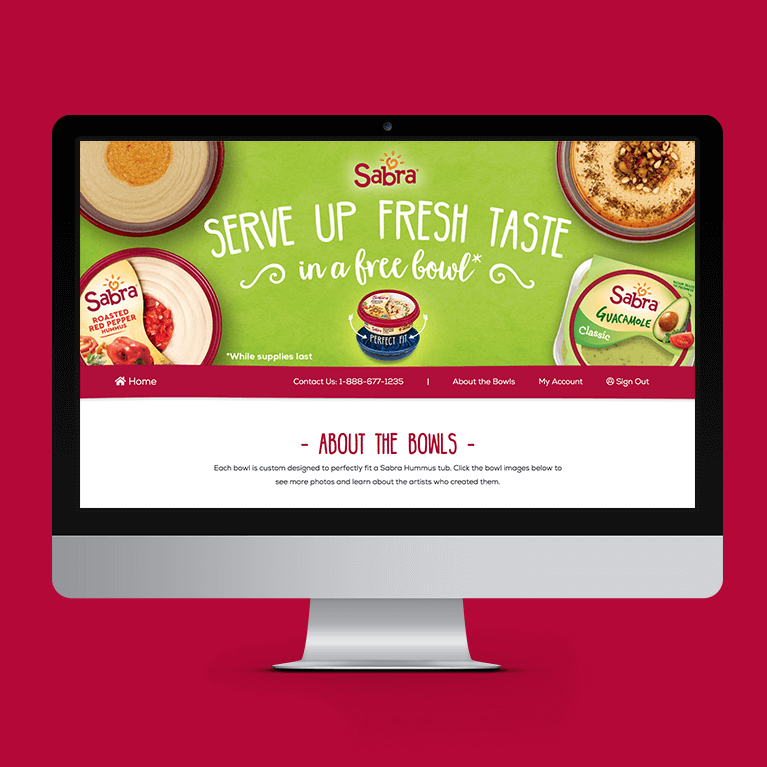 Sabra
SERVE UP FRESH TASTE
in a free bowl*
Sabra
ROASTED
RED PEPPER
HUMMUS
Sabra
GUACAMOLE
Classic
Sabra
PERFECT FIT
*While supplies last
Home
Contact Us: 1-888-677-1235 | About the Bowls My Account Sign Out
- ABOUT THE BOWLS -
Each bowl is custom designed to perfectly fit a Sabra Hummus tub. Click the bowl images below to
see more photos and learn about the artists who created them.